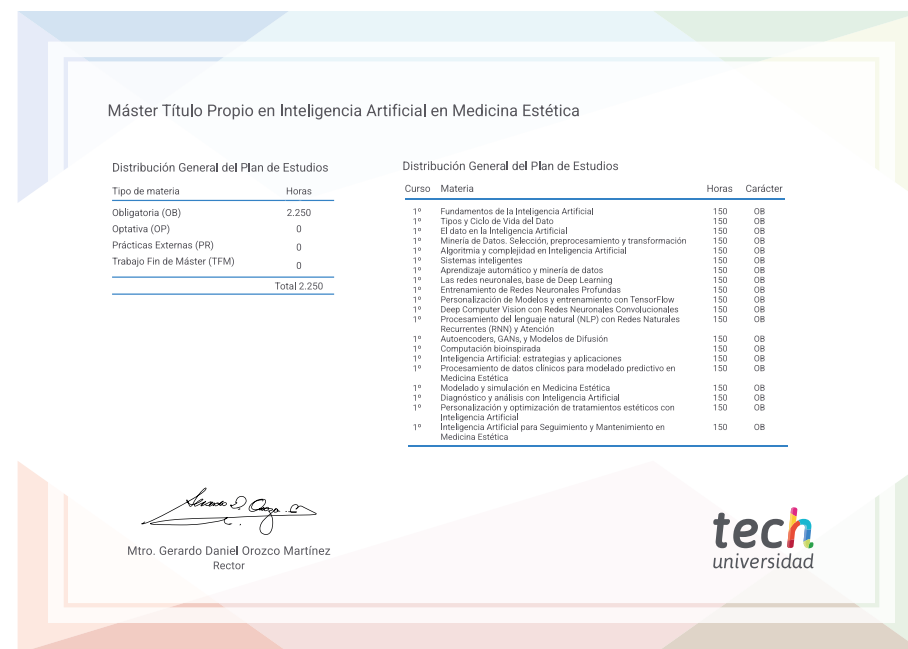 Máster Título Propio en Inteligencia Artificial en Medicina Estética
Distribución General del Plan de Estudios
Tipo de materia Horas
Obligatoria (OB) 2.250
Optativa (OP) 0
Prácticas Externas (PR) 0
Trabajo Fin de Máster (TFM) 0
Total 2.250
Distribución General del Plan de Estudios
Curso Materia Horas Carácter
1º Fundamentos de la Inteligencia Artificial 150 OB
1º Tipos y Ciclo de Vida del Dato 150 OB
1º El dato en la Inteligencia Artificial 150 OB
1º Minería de Datos. Selección, preprocesamiento y transformación 150 OB
1º Algoritmia y complejidad en Inteligencia Artificial 150 OB
1º Sistemas inteligentes 150 OB
1º Aprendizaje automático y minería de datos 150 OB
1º Las redes neuronales, base de Deep Learning 150 OB
1º Entrenamiento de Redes Neuronales Profundas 150 OB
1º Personalización de Modelos y entrenamiento con TensorFlow 150 OB
1º Deep Computer Vision con Redes Neuronales Convolucionales 150 OB
1º Procesamiento del lenguaje natural (NLP) con Redes Naturales 150 OB
Recurrentes (RNN) y Atención
1º Autoencoders, GANs, y Modelos de Difusión 150 OB
1º Computación bioinspirada 150 OB
1º Inteligencia Artificial: estrategias y aplicaciones 150 OB
1º Procesamiento de datos clínicos para modelado predictivo en 150 OB
Medicina Estética
1º Modelado y simulación en Medicina Estética 150 OB
1º Diagnóstico y análisis con Inteligencia Artificial 150 OB
1º Personalización y optimización de tratamientos estéticos con 150 OB
Inteligencia Artificial
1º Inteligencia Artificial para Seguimiento y Mantenimiento en 150 OB
Medicina Estética
Mtro. Gerardo Daniel Orozco Martínez
Rector
tech
universidad